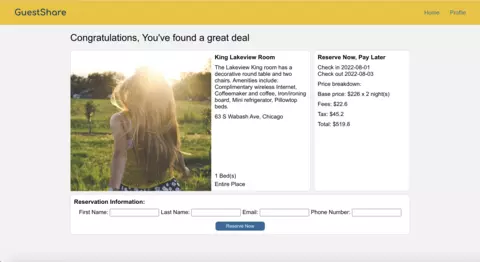 GuestShare
Home Profile
Congratulations, You've found a great deal
King Lakeview Room
The Lakeview King room has a
decorative round table and two
chairs. Amenities include:
Complimentary wireless Internet,
Coffeemaker and coffee, Iron/Ironing
board, Mini refrigerator, Pillowtop
beds.
63 S Wabash Ave, Chicago
1 Bed(s)
Entire Place
Reserve Now, Pay Later
Check in 2022-08-01
Check out 2022-08-03
Price breakdown:
Base price: $226 x 2 night(s)
Fees: $22.6
Tax: $45.2
Total: $519.8
Reservation Information:
First Name: Last Name: Email: Phone Number:
Reserve Now